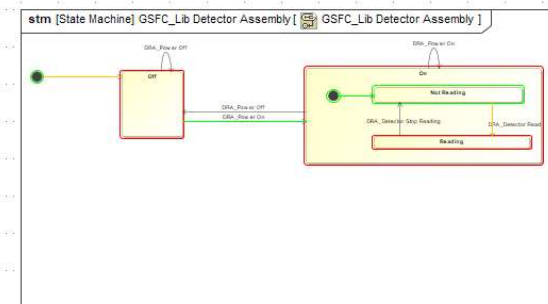 stm [State Machine] GSFC_Lib Detector Assembly [ GSFC_Lib Detector Assembly ]
DRA_Power Off
DRA_Power On
Off
On
Not Reading
DRA_Power Off
DRA_Power On
DRA_Detector Stop Reading
DRA_Detector Read
Reading